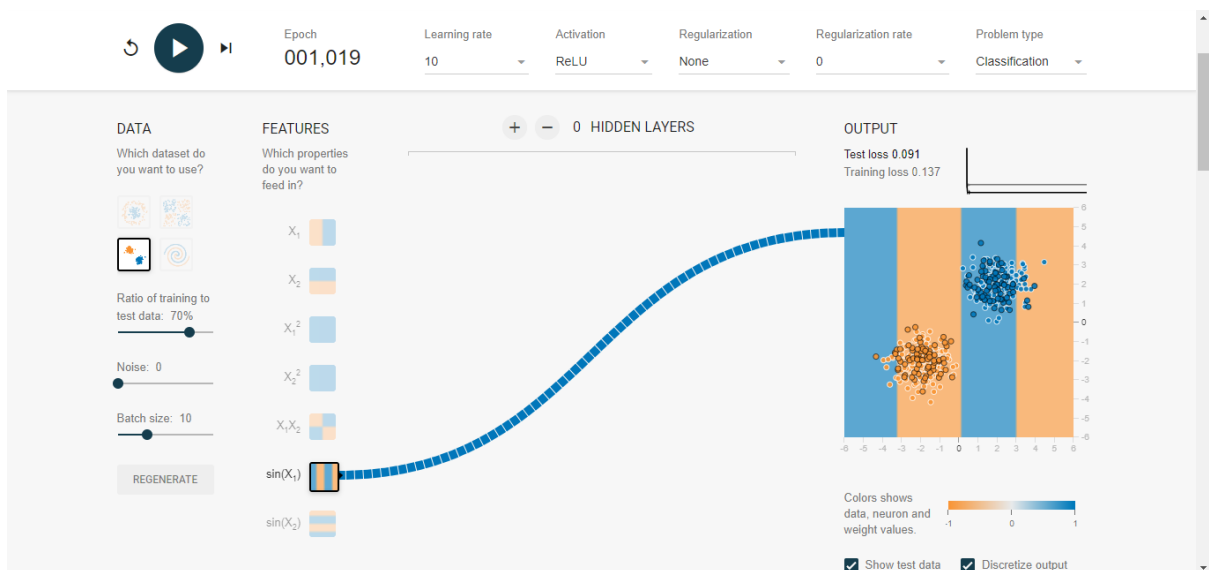 Epoch
001,019
Learning rate
10
Activation
ReLU
Regularization
None
Regularization rate
0
Problem type
Classification
DATA
Which dataset do
you want to use?
Ratio of training to
test data: 70%
Noise: 0
Batch size: 10
REGENERATE
FEATURES
Which properties
do you want to
feed in?
X₁
X₂
X₁²
X₂²
X₁X₂
sin(X₁)
sin(X₂)
+ − 0 HIDDEN LAYERS
OUTPUT
Test loss 0.091
Training loss 0.137
6
5
4
3
2
1
0
-1
-2
-3
-4
-5
-6
-6 -5 -4 -3 -2 -1 0 1 2 3 4 5 6
Colors shows
data, neuron and
weight values.
-1 0 1
Show test data
Discretize output